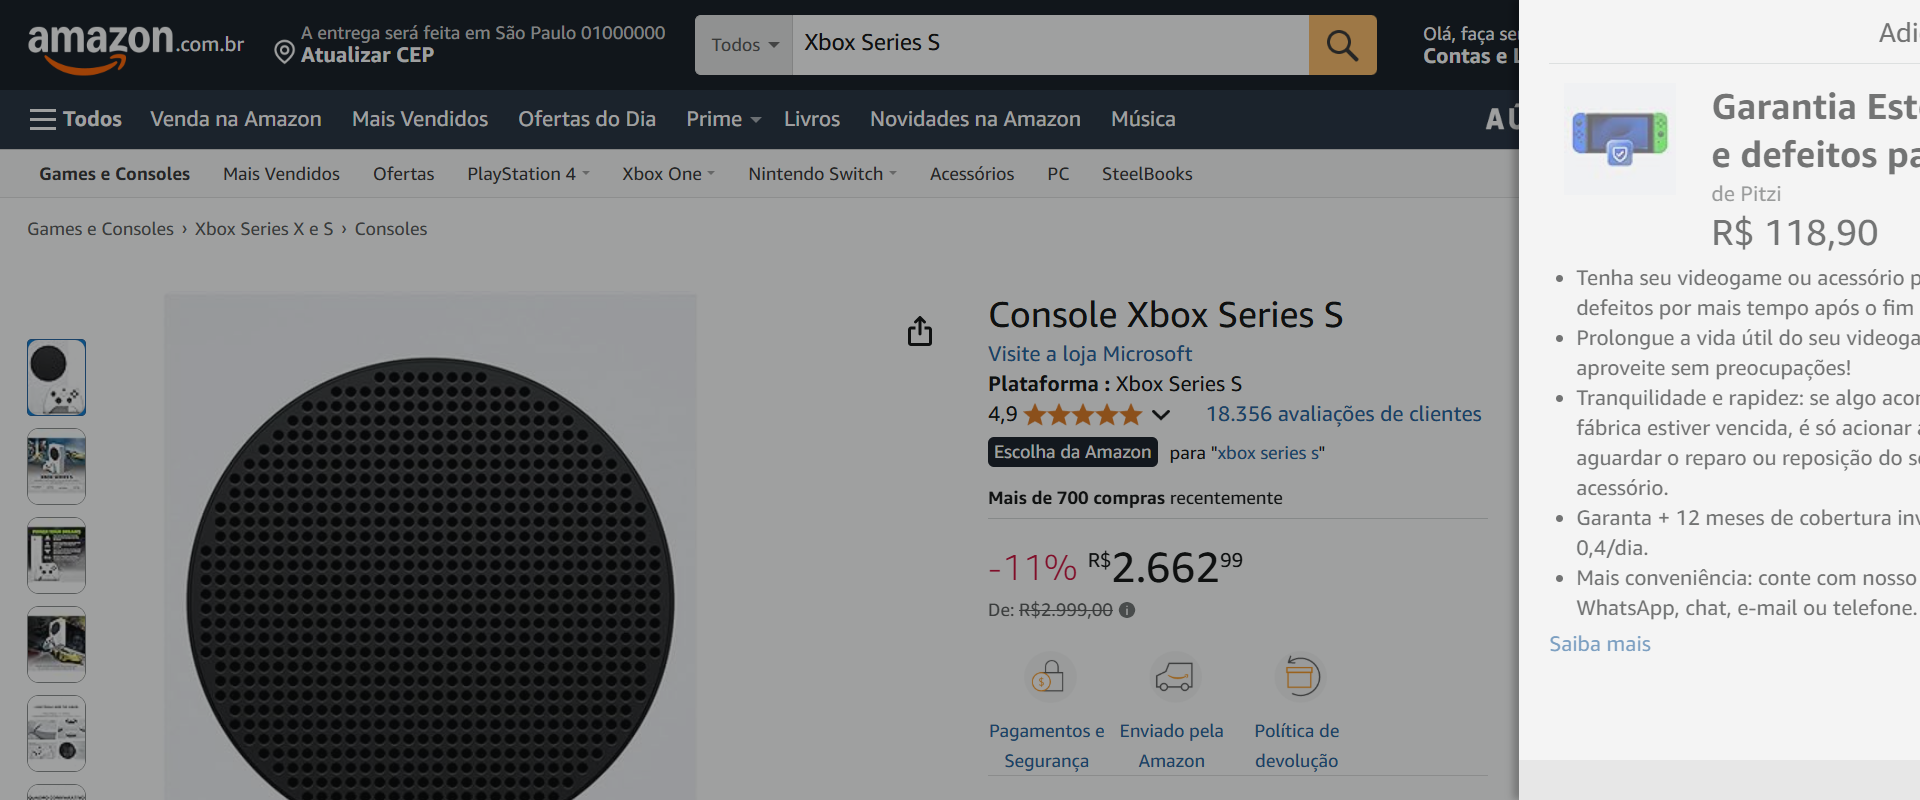 amazon.com.br
A entrega será feita em São Paulo 01000000
Atualizar CEP
Todos
Xbox Series S
Olá, faça se
Contas e L
Todos
Venda na Amazon
Mais Vendidos
Ofertas do Dia
Prime
Livros
Novidades na Amazon
Música
A Ú
Games e Consoles
Mais Vendidos
Ofertas
PlayStation 4
Xbox One
Nintendo Switch
Acessórios
PC
SteelBooks
Games e Consoles › Xbox Series X e S › Consoles
Console Xbox Series S
Visite a loja Microsoft
Plataforma : Xbox Series S
4,9
18.356 avaliações de clientes
Escolha da Amazon para "xbox series s"
Mais de 700 compras recentemente
-11% R$2.66299
De: R$2.999,00
Pagamentos e
Segurança
Enviado pela
Amazon
Política de
devolução
Adi
Garantia Est
e defeitos pa
de Pitzi
R$ 118,90
Tenha seu videogame ou acessório p
defeitos por mais tempo após o fim
Prolongue a vida útil do seu videoga
aproveite sem preocupações!
Tranquilidade e rapidez: se algo acon
fábrica estiver vencida, é só acionar a
aguardar o reparo ou reposição do se
acessório.
Garanta + 12 meses de cobertura inv
0,4/dia.
Mais conveniência: conte com nosso
WhatsApp, chat, e-mail ou telefone.
Saiba mais